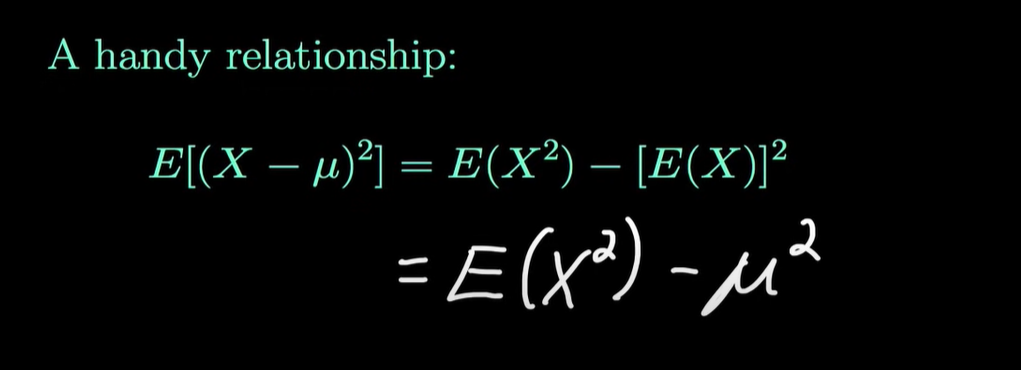 A handy relationship:
E[(X − μ)²] = E(X²) − [E(X)]²
= E(X²) − μ²